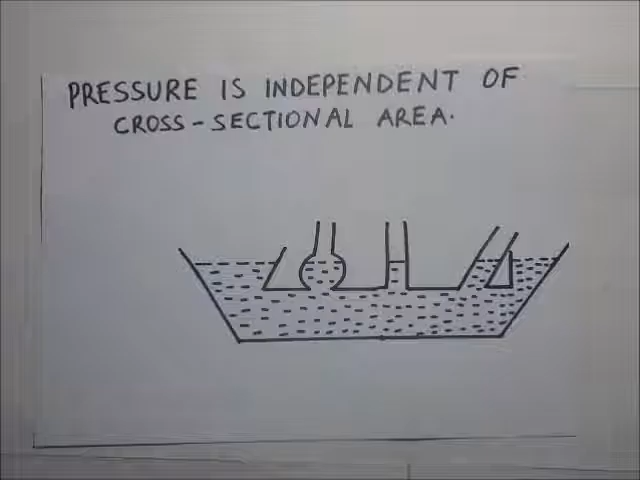 PRESSURE IS INDEPENDENT OF
CROSS-SECTIONAL AREA.